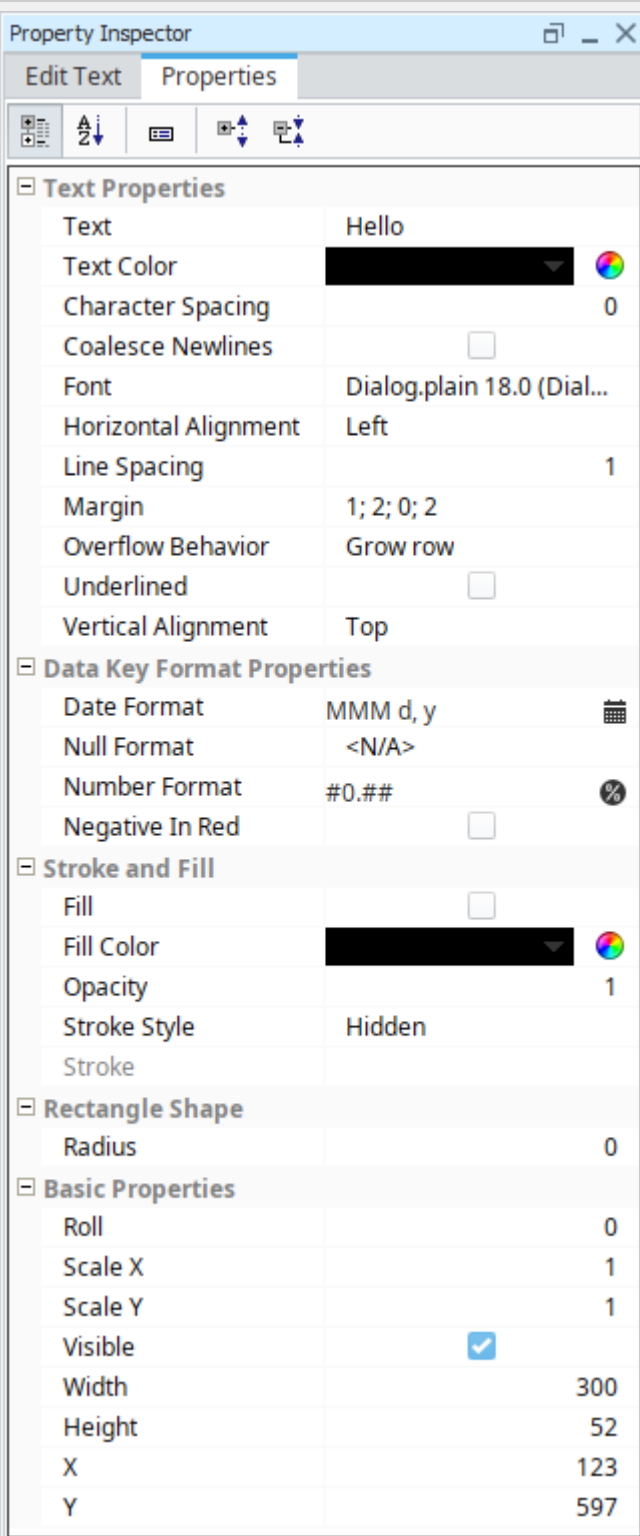 Property Inspector
Edit Text Properties
Text Properties
Text Hello
Text Color
Character Spacing 0
Coalesce Newlines
Font Dialog.plain 18.0 (Dial...
Horizontal Alignment Left
Line Spacing 1
Margin 1; 2; 0; 2
Overflow Behavior Grow row
Underlined
Vertical Alignment Top
Data Key Format Properties
Date Format MMM d, y
Null Format <N/A>
Number Format #0.## %
Negative In Red
Stroke and Fill
Fill
Fill Color
Opacity 1
Stroke Style Hidden
Stroke
Rectangle Shape
Radius 0
Basic Properties
Roll 0
Scale X 1
Scale Y 1
Visible
Width 300
Height 52
X 123
Y 597